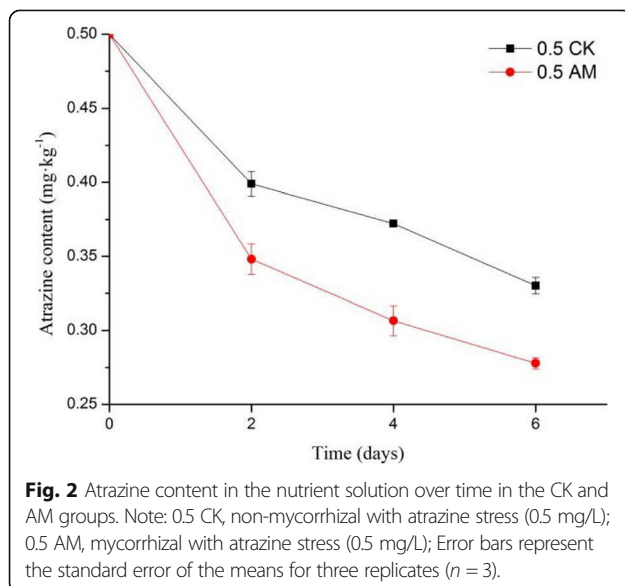 0.50
0.45
0.40
0.35
0.30
0.25
Atrazine content (mg·kg⁻¹)
0.5 CK
0.5 AM
0
2
4
6
Time (days)
Fig. 2 Atrazine content in the nutrient solution over time in the CK and
AM groups. Note: 0.5 CK, non-mycorrhizal with atrazine stress (0.5 mg/L);
0.5 AM, mycorrhizal with atrazine stress (0.5 mg/L); Error bars represent
the standard error of the means for three replicates (n = 3).